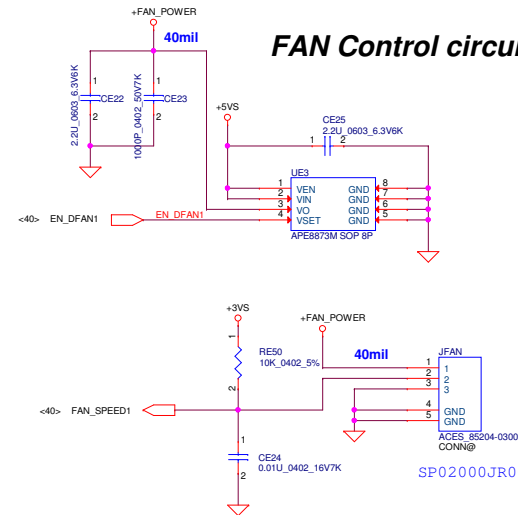 +FAN_POWER
40mil
FAN Control circui
1
CE22
2
2.2U_0603_6.3V6K
1
CE23
2
1000P_0402_50V7K
+5VS
CE25
2.2U_0603_6.3V6K
1 2
UE3
1 VEN GND 8
2 VIN GND 7
3 VO GND 6
4 VSET GND 5
APE8873M SOP 8P
<40> EN_DFAN1 EN_DFAN1
+3VS
+FAN_POWER
1
RE50
10K_0402_5%
2
40mil
JFAN
1 1
2 2
3 3
4 GND
5 GND
ACES_85204-0300
CONN@
<40> FAN_SPEED1
1
CE24
0.01U_0402_16V7K
2
SP02000JR0